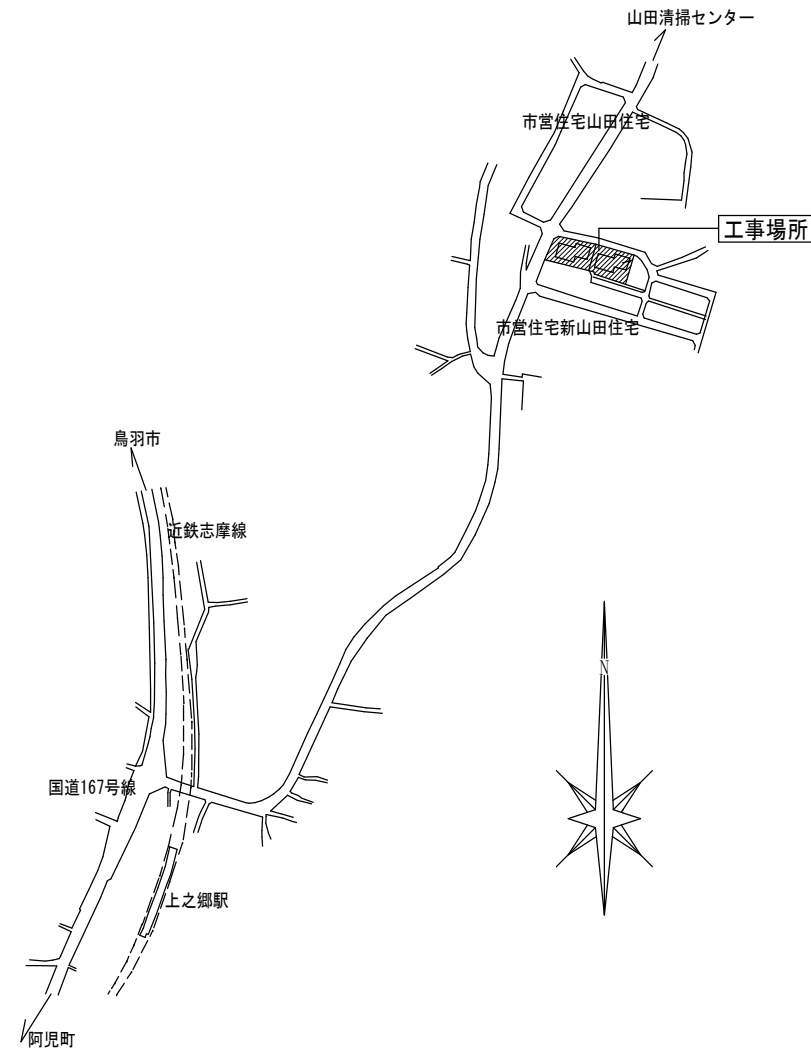 山田清掃センター
市営住宅山田住宅
工事場所
市営住宅新山田住宅
鳥羽市
近鉄志摩線
N
国道167号線
上之郷駅
阿児町